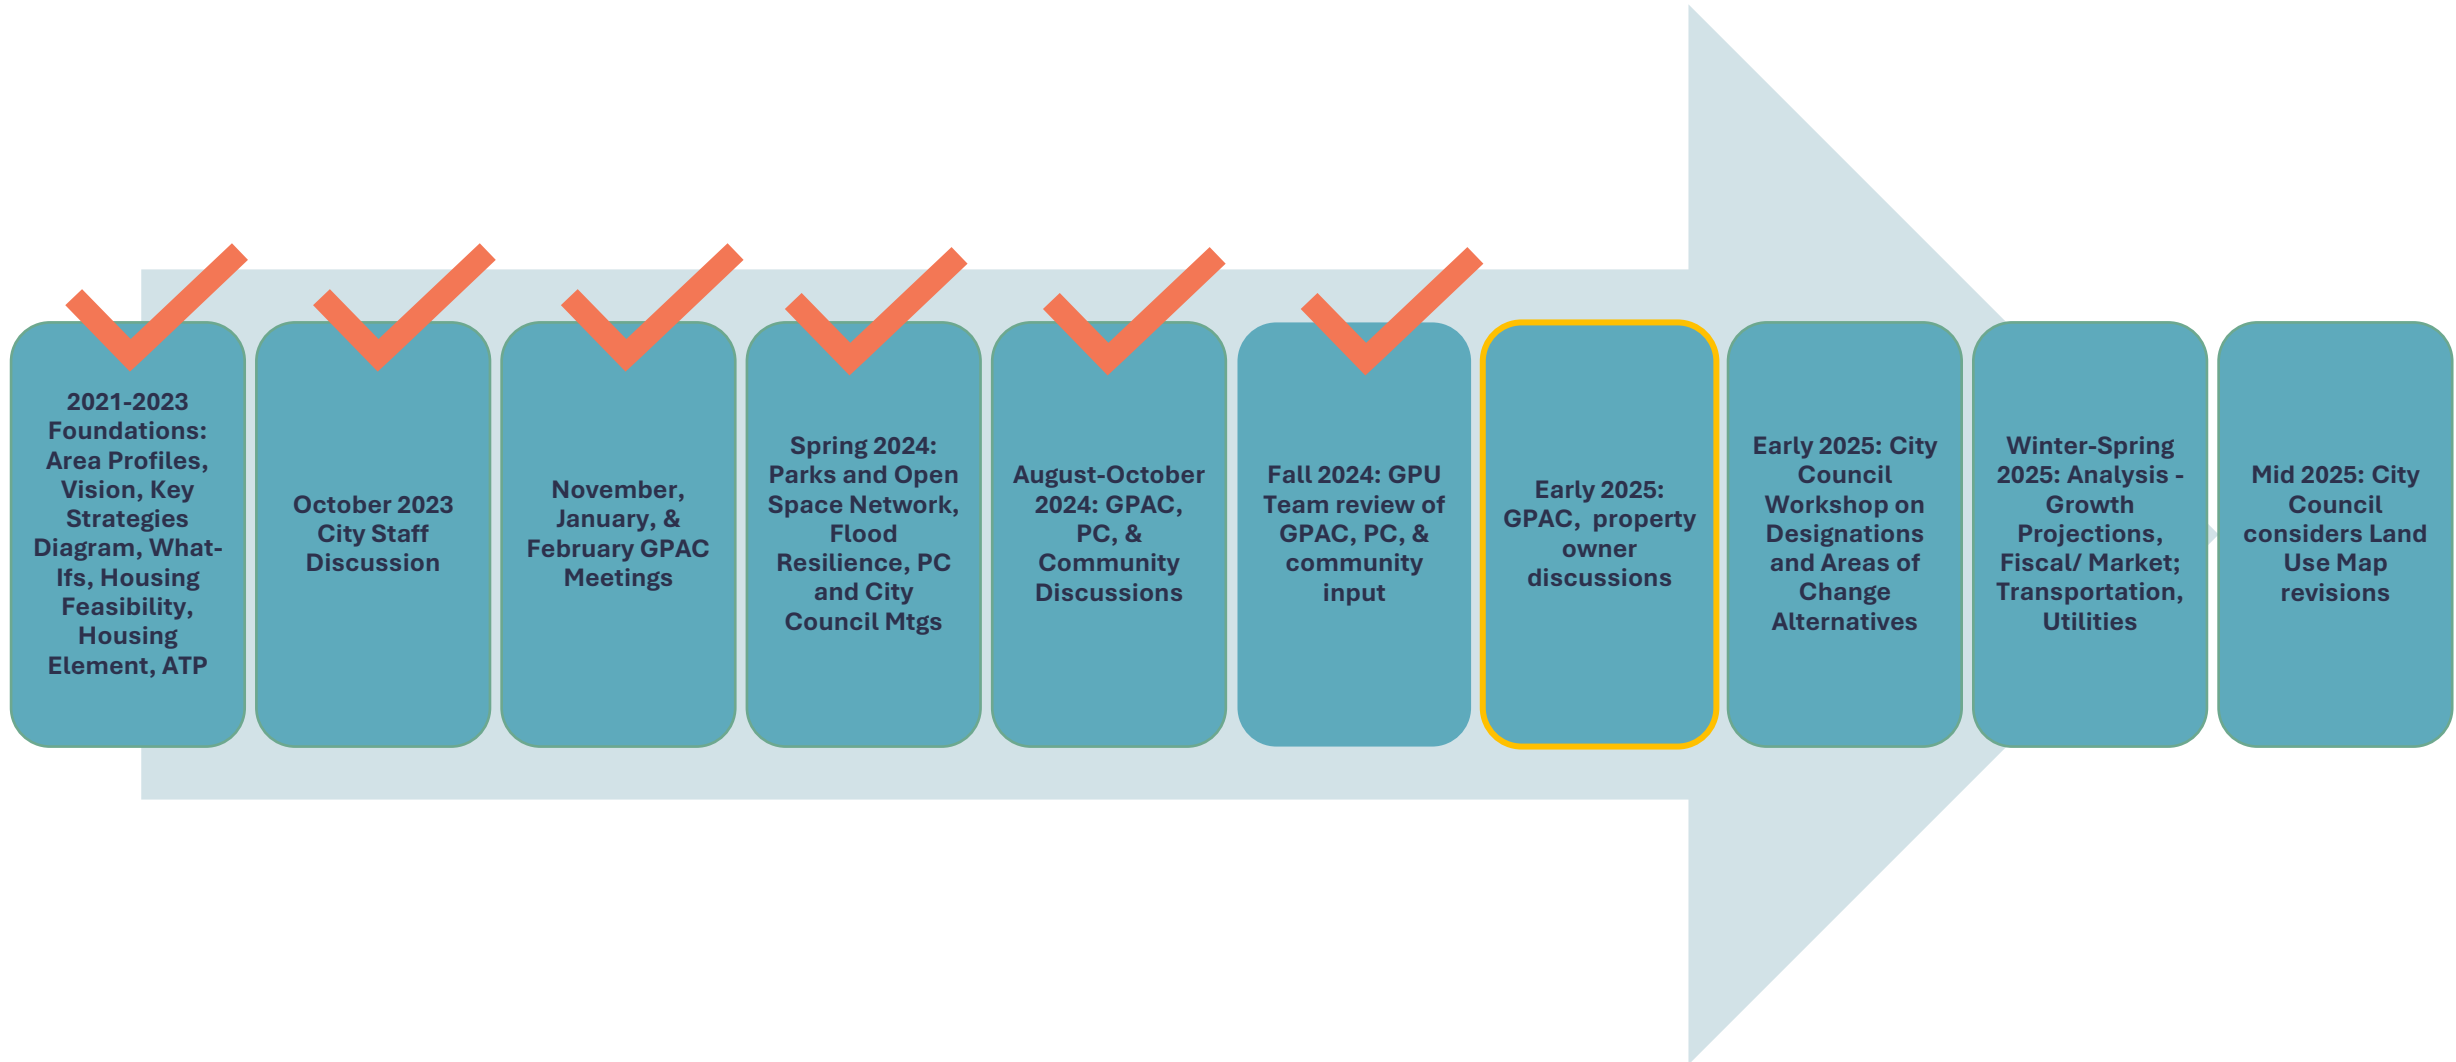 2021-2023
Foundations:
Area Profiles,
Vision, Key
Strategies
Diagram, What-
Ifs, Housing
Feasibility,
Housing
Element, ATP
October 2023
City Staff
Discussion
November,
January, &
February GPAC
Meetings
Spring 2024:
Parks and Open
Space Network,
Flood
Resilience, PC
and City
Council Mtgs
August-October
2024: GPAC,
PC, &
Community
Discussions
Fall 2024: GPU
Team review of
GPAC, PC, &
community
input
Early 2025:
GPAC,  property
owner
discussions
Early 2025: City
Council
Workshop on
Designations
and Areas of
Change
Alternatives
Winter-Spring
2025: Analysis -
Growth
Projections,
Fiscal/ Market;
Transportation,
Utilities
Mid 2025: City
Council
considers Land
Use Map
revisions